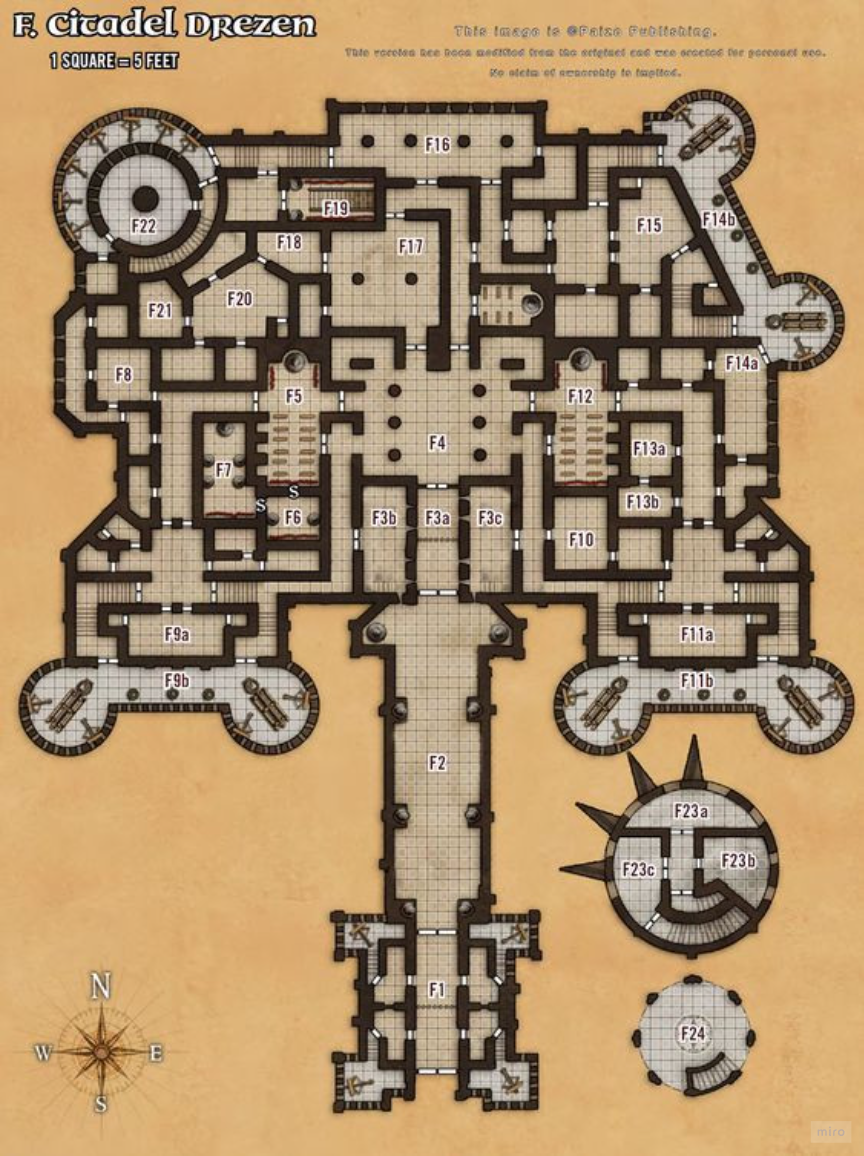 F. Citadel Drezen
1 SQUARE = 5 FEET
This image is ©Paizo Publishing.
This version has been modified from the original and was created for personal use.
No claim of ownership is implied.
F16
F22
F19
F14b
F15
F18
F17
F20
F21
F14a
F8
F5
F12
F4
F13a
F7
S
S
F6
F3b
F3a
F3c
F13b
F10
F9a
F11a
F9b
F11b
F2
F23a
F23b
F23c
F1
F24
N
W
E
S
miro